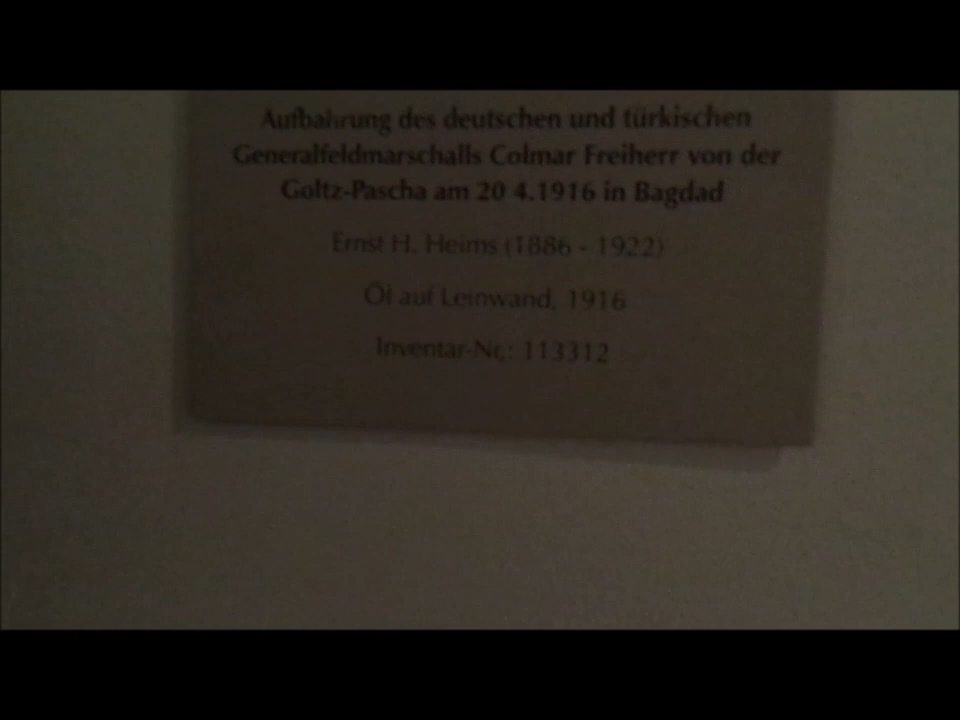 Aufbahrung des deutschen und türkischen
Generalfeldmarschalls Colmar Freiherr von der
Goltz-Pascha am 20 4.1916 in Bagdad
Ernst H. Heims (1886 - 1922)
Öl auf Leinwand, 1916
Inventar-Nr.: 113312